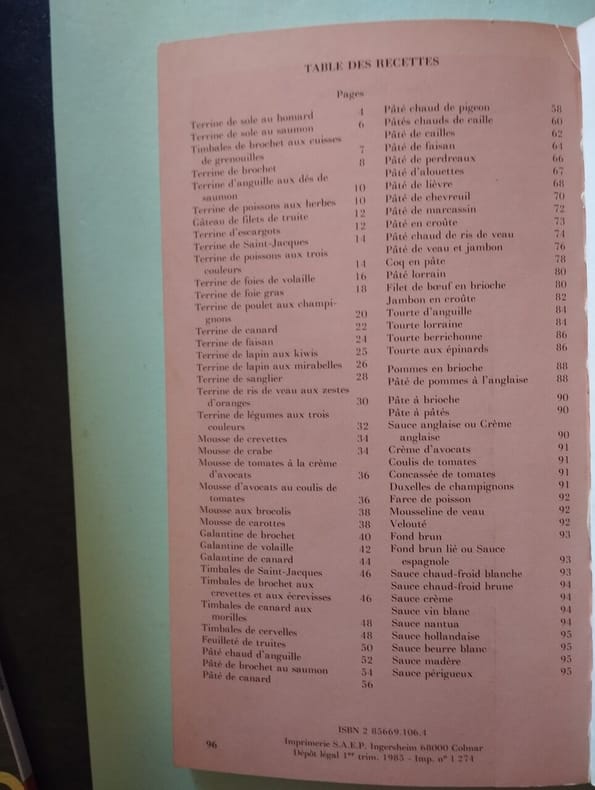 TABLE DES RECETTES
Pages
Terrine de sole au homard 4
Terrine de sole au saumon 6
Timbales de brochet aux cuisses
de grenouilles 7
Terrine de brochet 8
Terrine d'anguille aux dés de
saumon 10
Terrine de poissons aux herbes 10
Gâteau de filets de truite 12
Terrine d'escargots 12
Terrine de Saint-Jacques 14
Terrine de poissons aux trois
couleurs 14
Terrine de foies de volaille 16
Terrine de foie gras 18
Terrine de poulet aux champi-
gnons 20
Terrine de canard 22
Terrine de faisan 24
Terrine de lapin aux kiwis 25
Terrine de lapin aux mirabelles 26
Terrine de sanglier 28
Terrine de ris de veau aux zestes
d'oranges 30
Terrine de légumes aux trois
couleurs 32
Mousse de crevettes 34
Mousse de crabe 34
Mousse de tomates à la crème
d'avocats 36
Mousse d'avocats au coulis de
tomates 36
Mousse aux brocolis 38
Mousse de carottes 38
Galantine de brochet 40
Galantine de volaille 42
Galantine de canard 44
Timbales de Saint-Jacques 46
Timbales de brochet aux
crevettes et aux écrevisses 46
Timbales de canard aux
morilles 48
Timbales de cervelles 48
Feuilleté de truites 50
Pâté chaud d'anguille 52
Pâté de brochet au saumon 54
Pâté de canard 56
Pâté chaud de pigeon 58
Pâtés chauds de caille 60
Pâté de cailles 62
Pâté de faisan 64
Pâté de perdreaux 66
Pâté d'alouettes 67
Pâté de lièvre 68
Pâté de chevreuil 70
Pâté de marcassin 72
Pâté en croûte 73
Pâté chaud de ris de veau 74
Pâté de veau et jambon 76
Coq en pâte 78
Pâté lorrain 80
Filet de bœuf en brioche 80
Jambon en croûte 82
Tourte d'anguille 84
Tourte lorraine 84
Tourte berrichonne 86
Tourte aux épinards 86
Pommes en brioche 88
Pâté de pommes à l'anglaise 88
Pâte à brioche 90
Pâte à pâtés 90
Sauce anglaise ou Crème
anglaise 90
Crème d'avocats 91
Coulis de tomates 91
Concassée de tomates 91
Duxelles de champignons 91
Farce de poisson 92
Mousseline de veau 92
Velouté 92
Fond brun 93
Fond brun lié ou Sauce
espagnole 93
Sauce chaud-froid blanche 93
Sauce chaud-froid brune 94
Sauce crème 94
Sauce vin blanc 94
Sauce nantua 94
Sauce hollandaise 95
Sauce beurre blanc 95
Sauce madère 95
Sauce périgueux 95
ISBN 2 85669.106.4
Imprimerie S.A.E.P. Ingersheim 68000 Colmar
Dépôt légal 1er trim. 1985 - Imp. n° 1 274
96